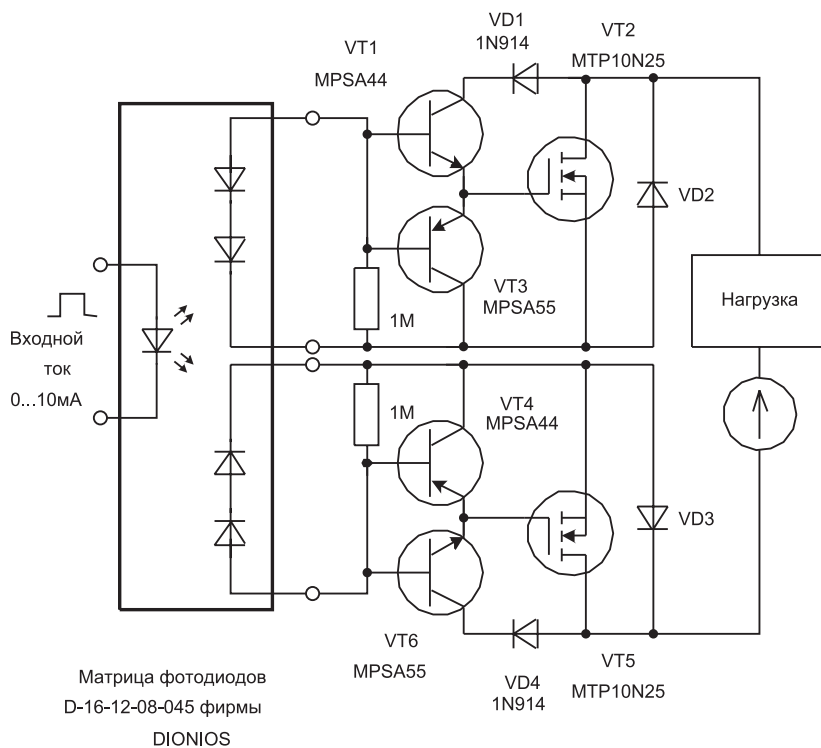 VD1
1N914
VT2
MTP10N25
VT1
MPSA44
VD2
VT3
MPSA55
1M
Нагрузка
Входной
ток
0...10мА
1M
VT4
MPSA44
VD3
VT6
MPSA55
VD4
1N914
VT5
MTP10N25
Матрица фотодиодов
D-16-12-08-045 фирмы
DIONIOS